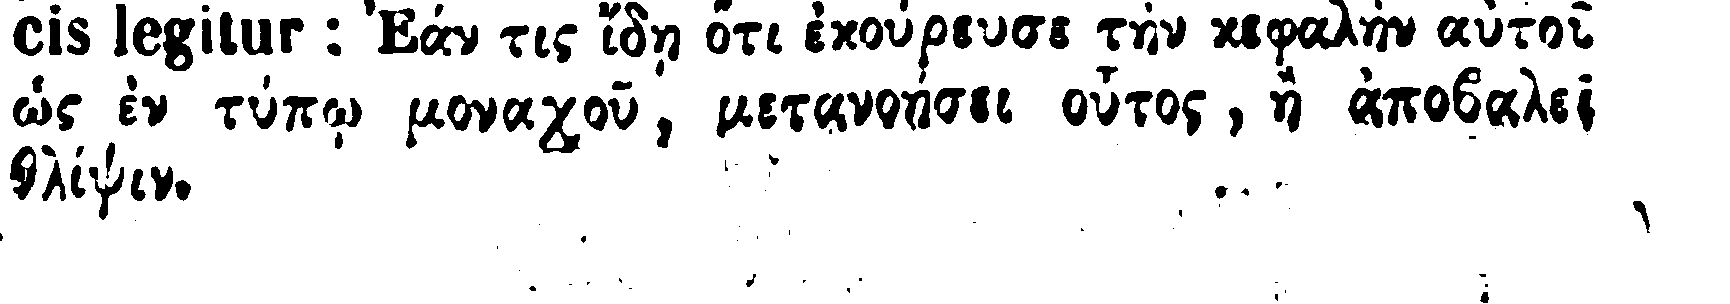 cis legitur : Ἐάν τις ἴδῃ ὅτι ἐκούρευσε τὴν κεφαλὴν αὐτοῦ
ὡς ἐν τύπῳ μοναχοῦ, μετανοήσει οὗτος, ἢ ἀποϐαλεῖ
θλίψιν.